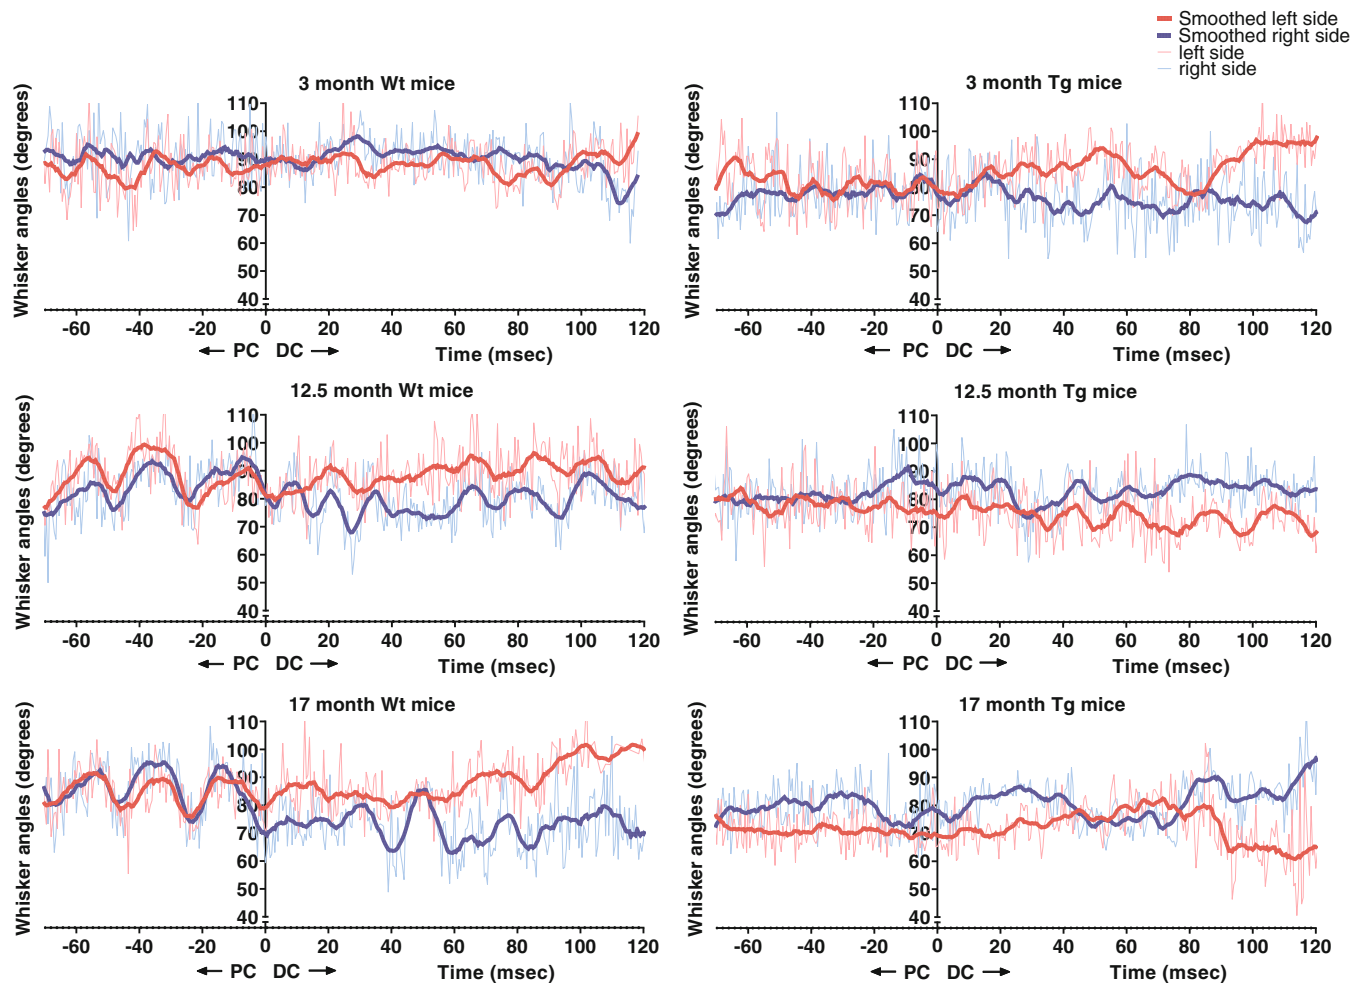 Smoothed left side
Smoothed right side
left side
right side
3 month Wt mice
Whisker angles (degrees)
110
100
90
80
70
60
50
40
-60 -40 -20 0 20 40 60 80 100 120
← PC DC → Time (msec)
3 month Tg mice
Whisker angles (degrees)
110
100
90
80
70
60
50
40
-60 -40 -20 0 20 40 60 80 100 120
← PC DC → Time (msec)
12.5 month Wt mice
Whisker angles (degrees)
110
100
90
80
70
60
50
40
-60 -40 -20 0 20 40 60 80 100 120
← PC DC → Time (msec)
12.5 month Tg mice
Whisker angles (degrees)
110
100
90
80
70
60
50
40
-60 -40 -20 0 20 40 60 80 100 120
← PC DC → Time (msec)
17 month Wt mice
Whisker angles (degrees)
110
100
90
80
70
60
50
40
-60 -40 -20 0 20 40 60 80 100 120
← PC DC → Time (msec)
17 month Tg mice
Whisker angles (degrees)
110
100
90
80
70
60
50
40
-60 -40 -20 0 20 40 60 80 100 120
← PC DC → Time (msec)